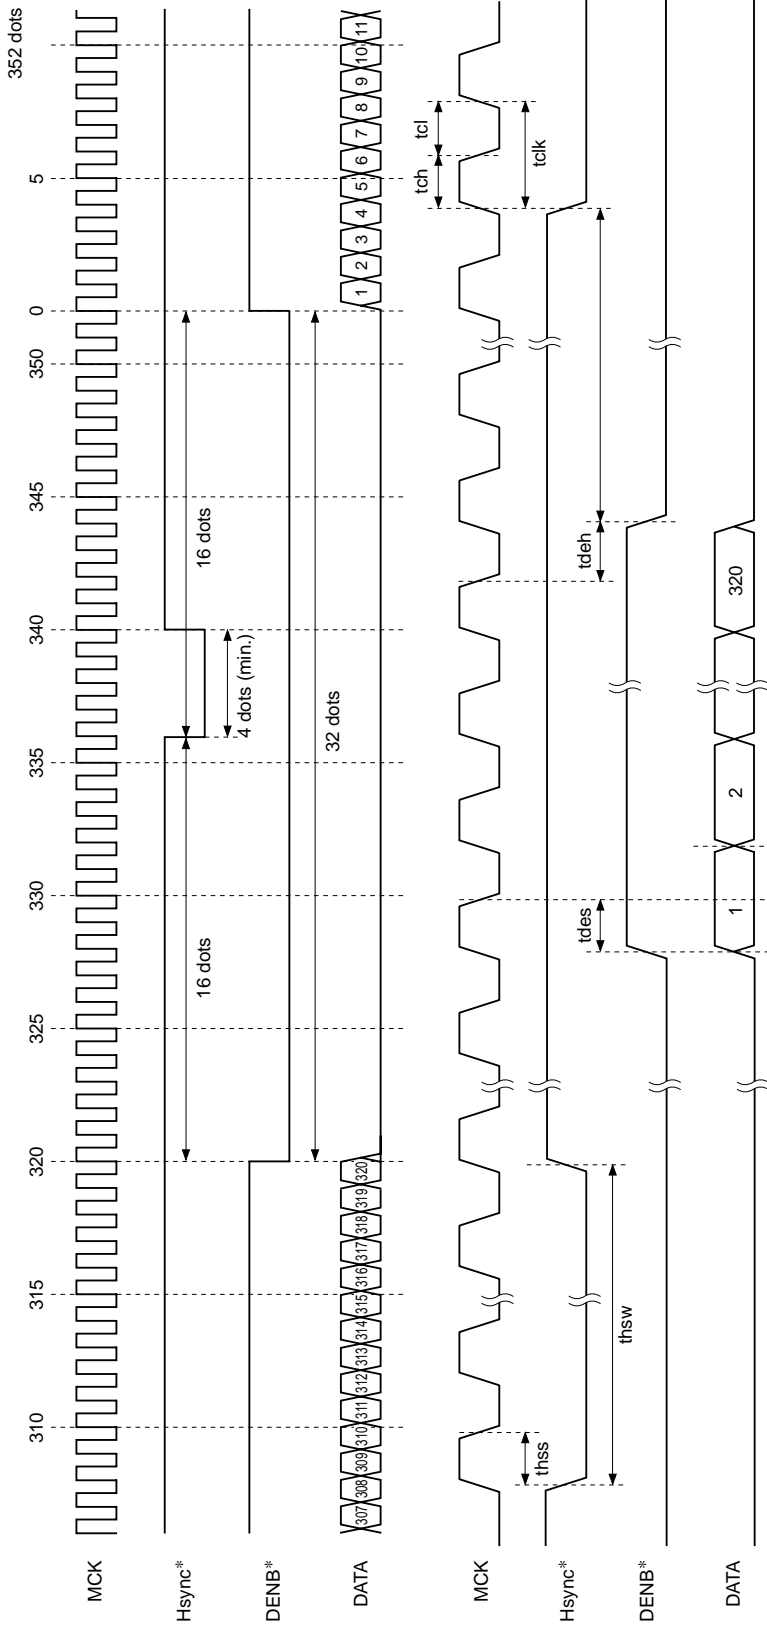 352 dots
310 315 320 325 330 335 340 345 350 0 5
MCK
Hsync*
16 dots
16 dots
4 dots (min.)
DENB*
32 dots
DATA
307 308 309 310 311 312 313 314 315 316 317 318 319 320 1 2 3 4 5 6 7 8 9 10 11
MCK
tch tcl
thss
tclk
Hsync*
tdes
tdeh
thsw
DENB*
DATA
1 2 320